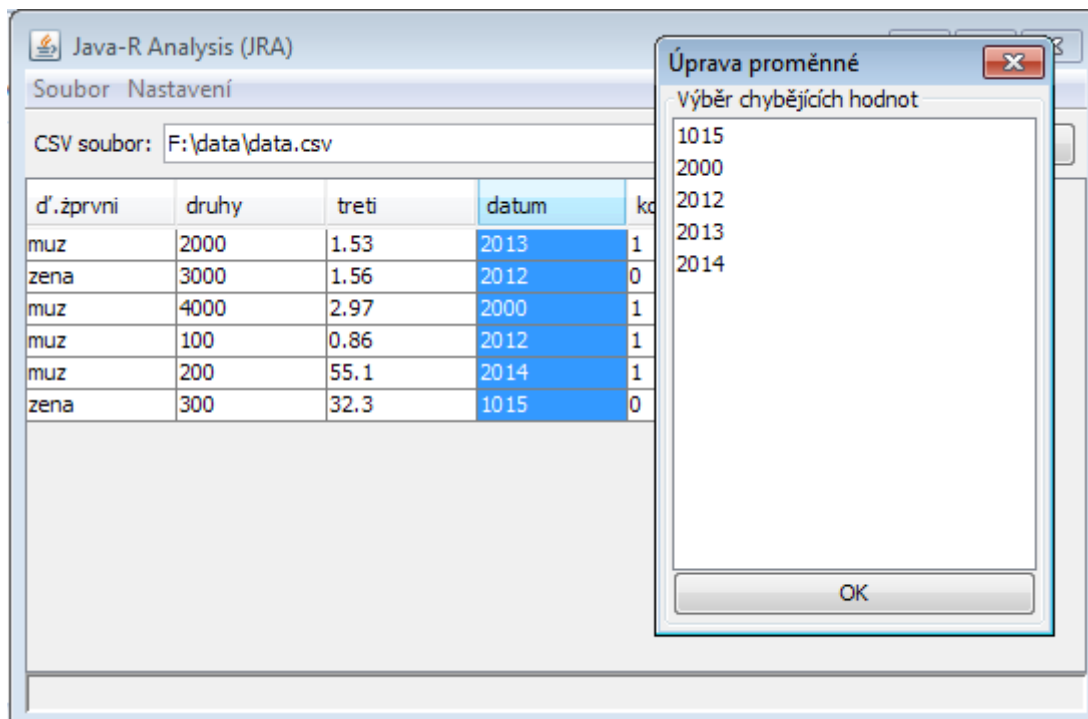 Java-R Analysis (JRA)
Soubor Nastavení
CSV soubor: F:\data\data.csv
ď.žprvni druhy treti datum
muz 2000 1.53 2013 1
zena 3000 1.56 2012 0
muz 4000 2.97 2000 1
muz 100 0.86 2012 1
muz 200 55.1 2014 1
zena 300 32.3 1015 0
Úprava proměnné
Výběr chybějících hodnot
1015
2000
2012
2013
2014
OK